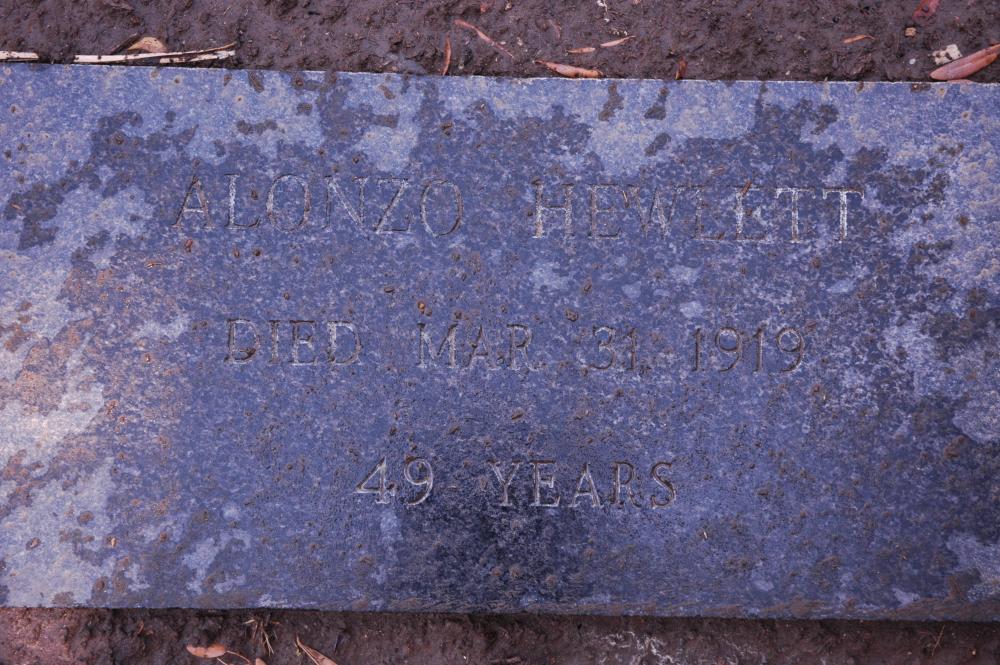 ALONZO HEWLETT
DIED MAR. 31, 1919
49 YEARS